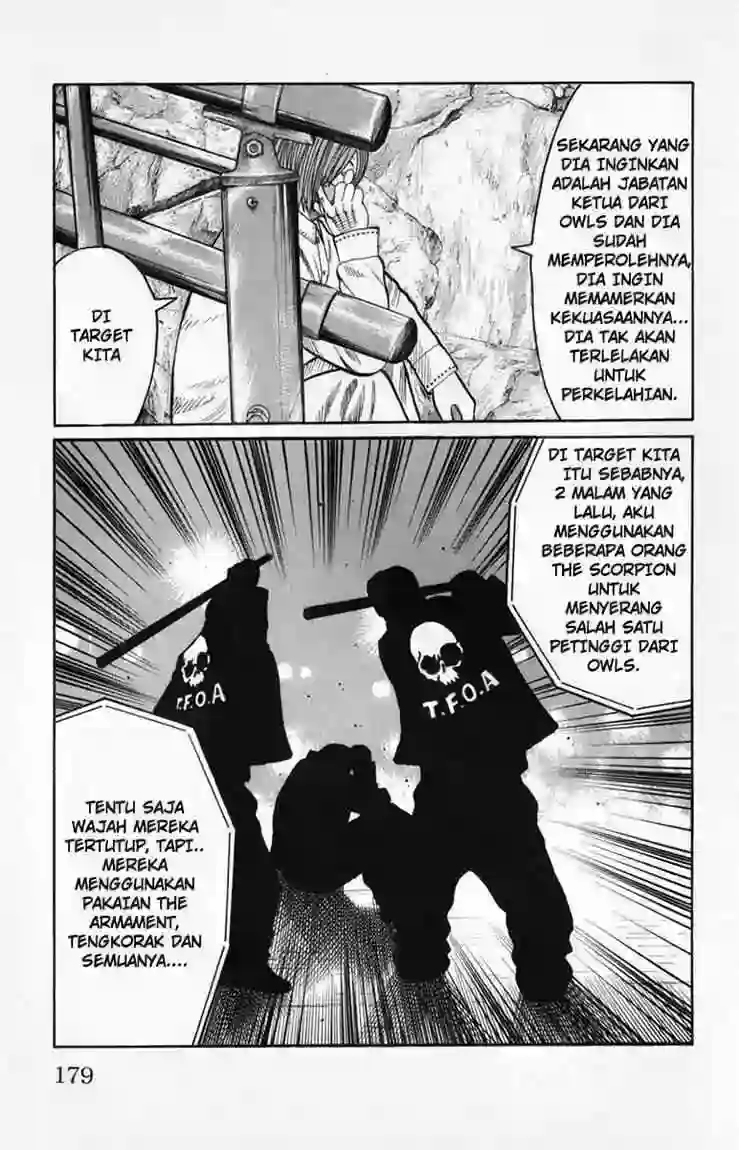 SEKARANG YANG
DIA INGINKAN
ADALAH JABATAN
KETUA DARI
OWLS DAN DIA
SUDAH
MEMPEROLEHNYA,
DIA INGIN
MEMAMERKAN
KEKUASAANNYA...
DIA TAK AKAN
TERLELAKAN
UNTUK
PERKELAHIAN.
DI
TARGET
KITA
DI TARGET KITA
ITU SEBABNYA,
2 MALAM YANG
LALU, AKU
MENGGUNAKAN
BEBERAPA ORANG
THE SCORPION
UNTUK
MENYERANG
SALAH SATU
PETINGGI DARI
OWLS.
T.F.O.A
T.F.O.A
TENTU SAJA
WAJAH MEREKA
TERTUTUP, TAPI..
MEREKA
MENGGUNAKAN
PAKAIAN THE
ARMAMENT,
TENGKORAK DAN
SEMUANYA....
179